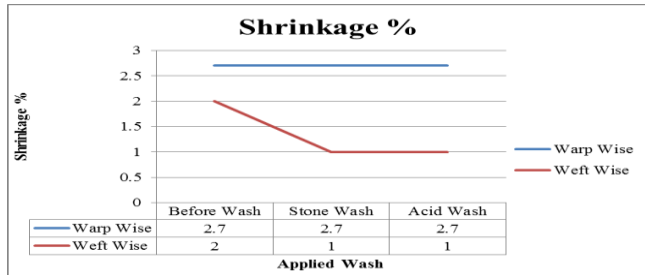 Shrinkage %
3
2.5
2
1.5
1
0.5
0
Shrinkage %
Warp Wise
Weft Wise
Before Wash Stone Wash Acid Wash
Warp Wise 2.7 2.7 2.7
Weft Wise 2 1 1
Applied Wash